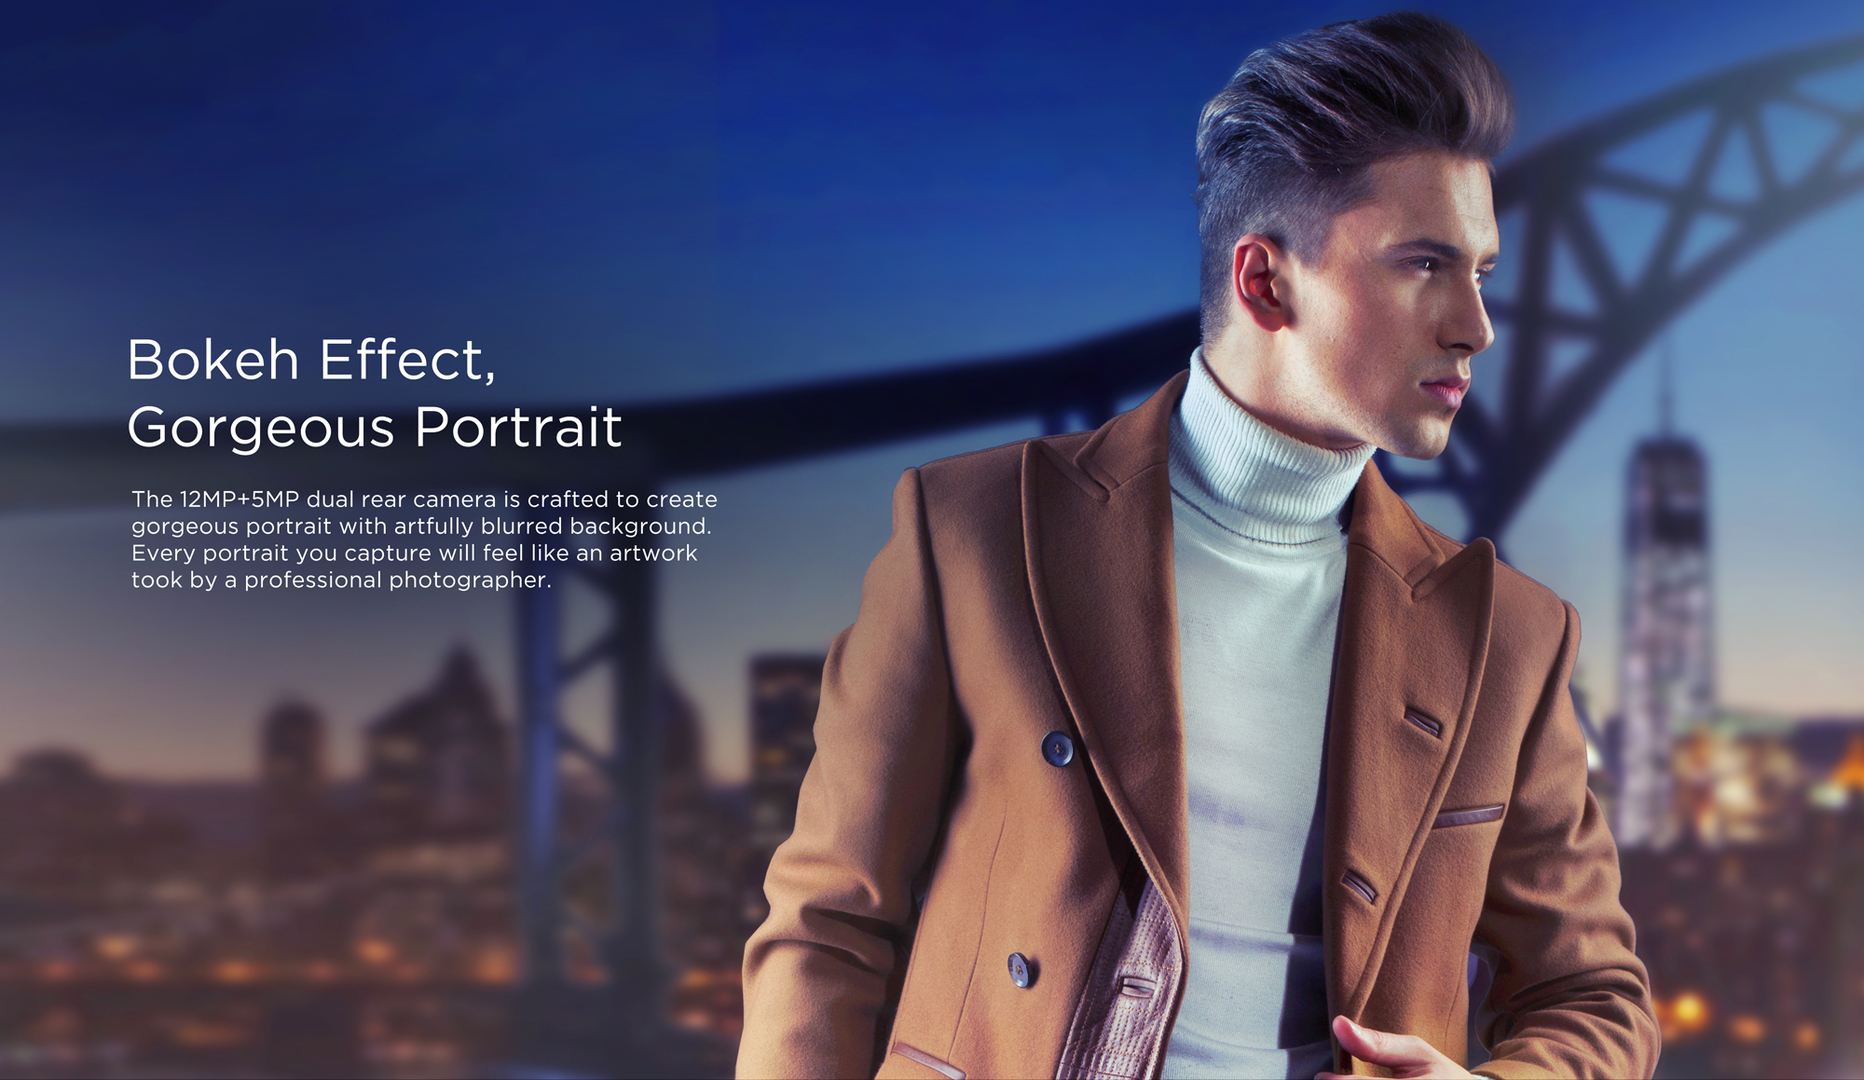 Bokeh Effect,
Gorgeous Portrait
The 12MP+5MP dual rear camera is crafted to create
gorgeous portrait with artfully blurred background.
Every portrait you capture will feel like an artwork
took by a professional photographer.